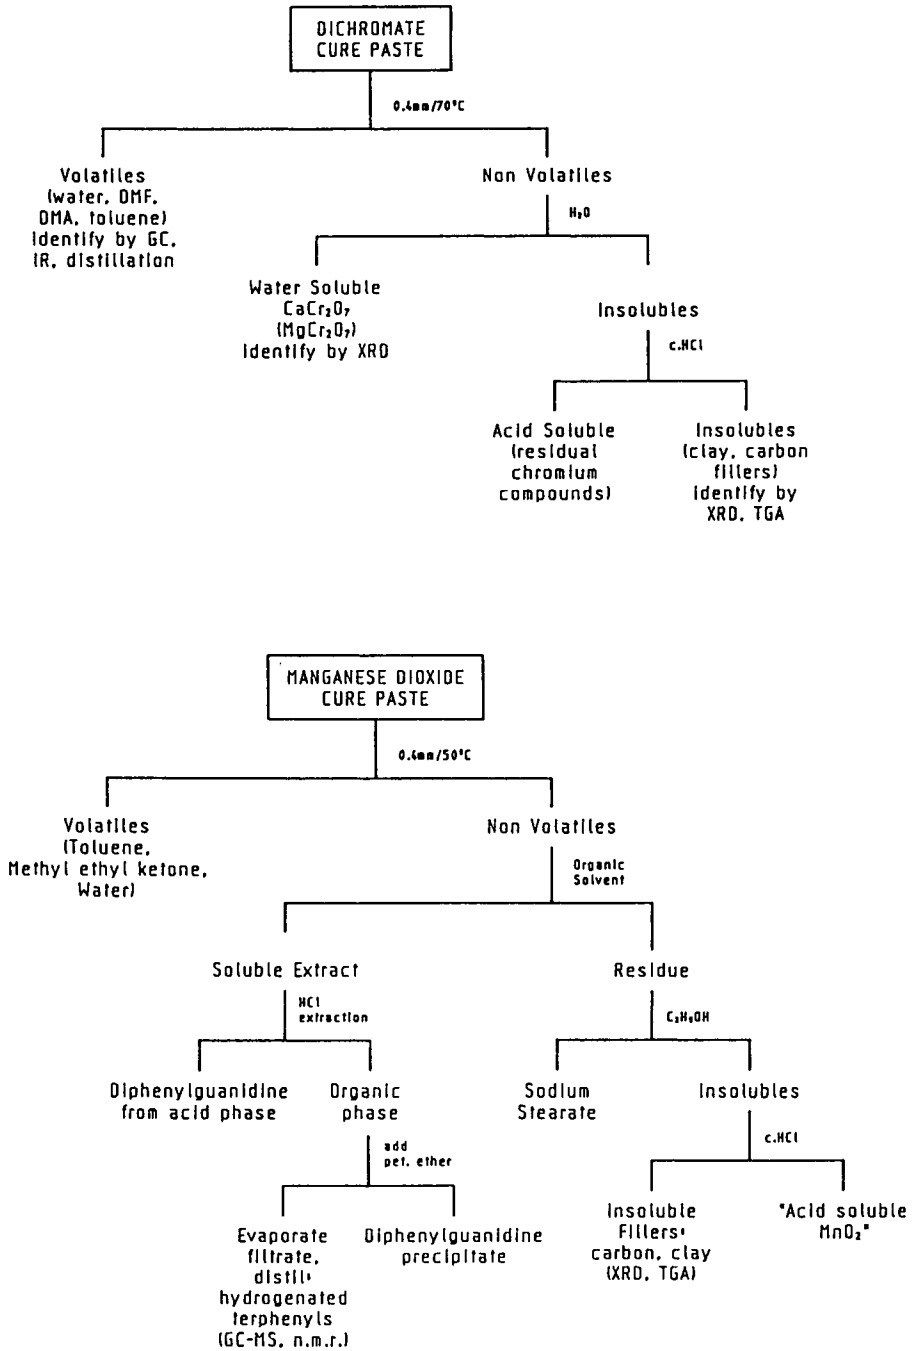 DICHROMATE
CURE PASTE
0.4mm/70°C
Volatiles
(water, DMF,
DMA, toluene)
identify by GC,
IR, distillation
Non Volatiles
H₂O
Water Soluble
CaCr₂O₇
(MgCr₂O₇)
identify by XRD
Insolubles
c.HCl
Acid Soluble
(residual
chromium
compounds)
Insolubles
(clay, carbon
fillers)
identify by
XRD, TGA
MANGANESE DIOXIDE
CURE PASTE
0.4mm/50°C
Volatiles
(Toluene,
Methyl ethyl ketone,
Water)
Non Volatiles
Organic
Solvent
Soluble Extract
HCl
extraction
Residue
C₂H₅OH
Diphenylguanidine
from acid phase
Organic
phase
add
pet. ether
Sodium
Stearate
Insolubles
c.HCl
Evaporate
filtrate,
distil:
hydrogenated
terphenyls
(GC-MS, n.m.r.)
Diphenylguanidine
precipitate
Insoluble
Fillers:
carbon, clay
(XRD, TGA)
"Acid soluble
MnO₂"